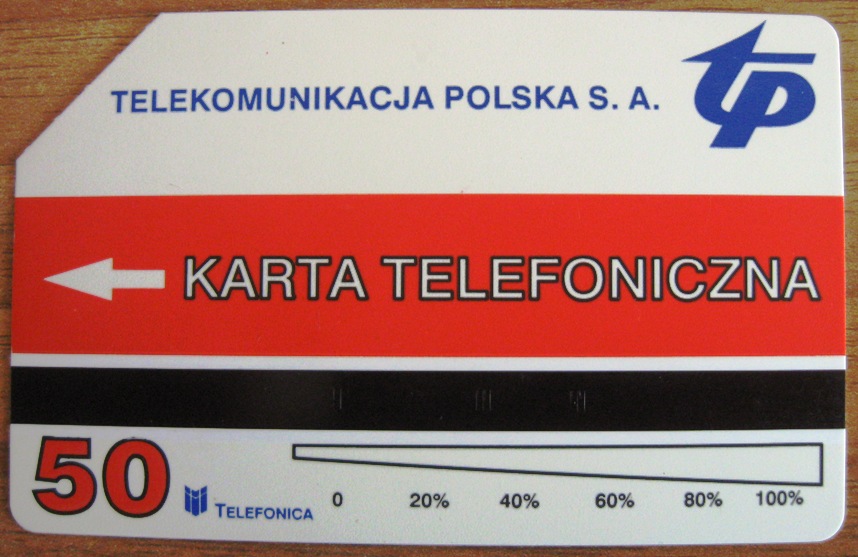 TELEKOMUNIKACJA POLSKA S. A.
tp
KARTA TELEFONICZNA
50
TELEFONICA
0 20% 40% 60% 80% 100%